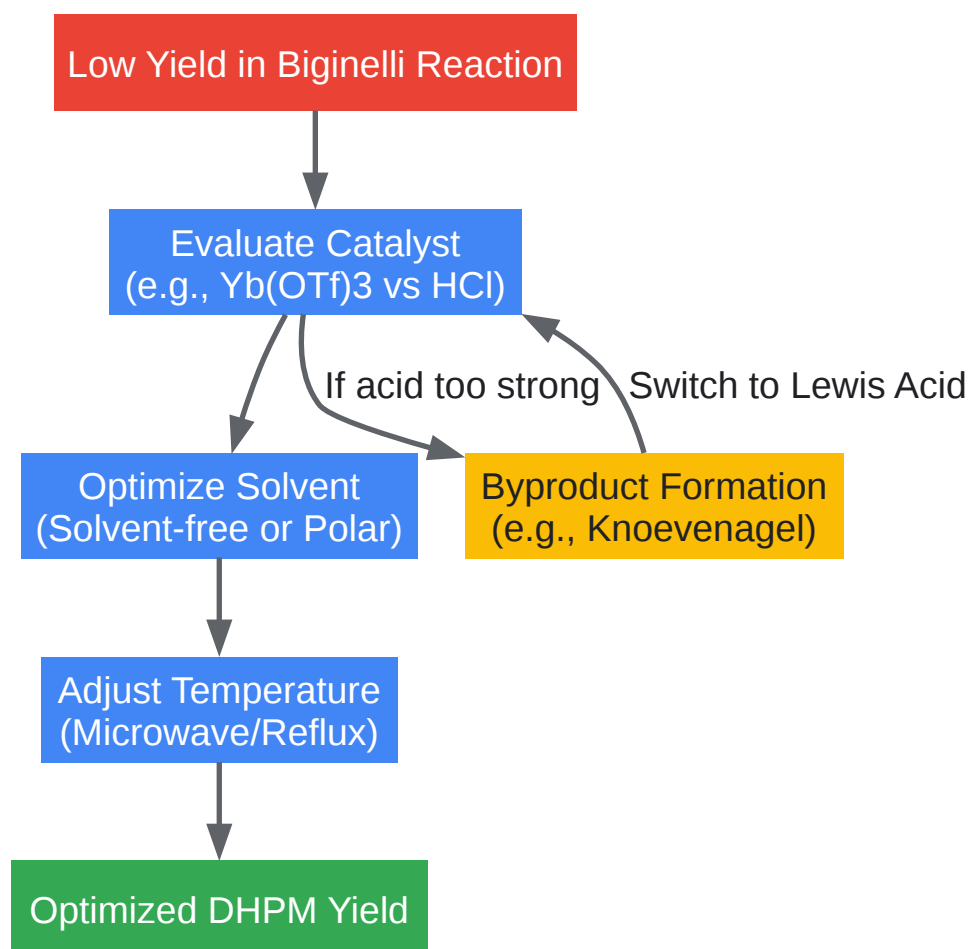 Low Yield in Biginelli Reaction
Evaluate Catalyst
(e.g., Yb(OTf)3 vs HCl)
If acid too strong
Switch to Lewis Acid
Optimize Solvent
(Solvent-free or Polar)
Byproduct Formation
(e.g., Knoevenagel)
Adjust Temperature
(Microwave/Reflux)
Optimized DHPM Yield